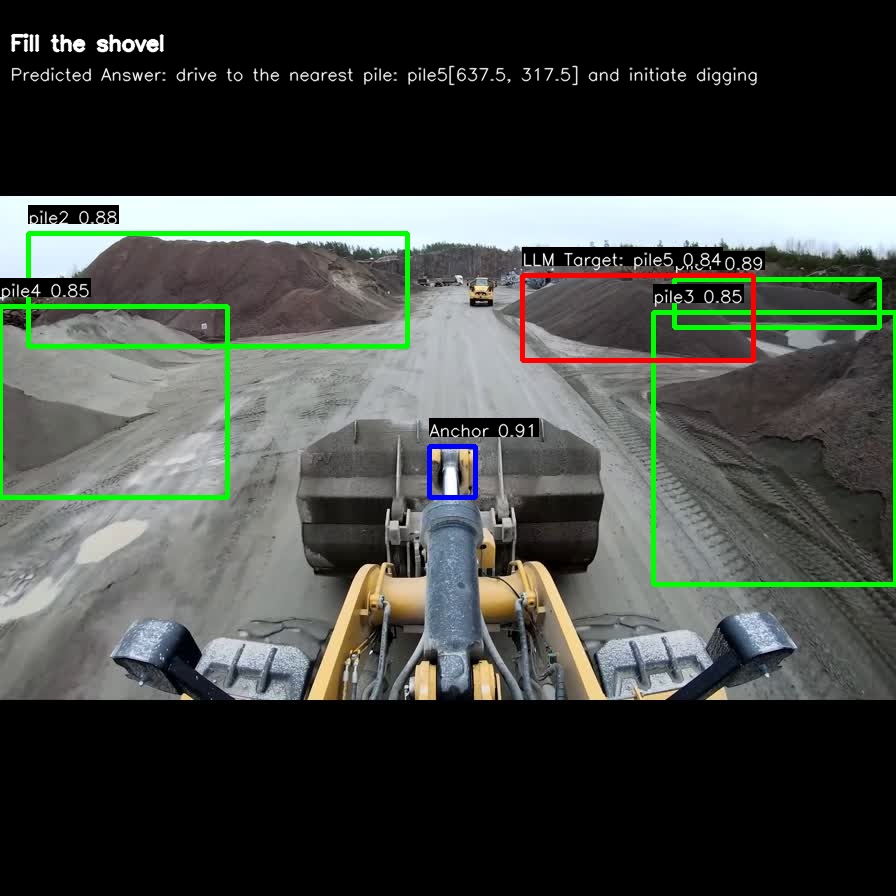 Fill the shovel
Predicted Answer: drive to the nearest pile: pile5[637.5, 317.5] and initiate digging
pile2 0.88
LLM Target: pile5 0.84
0.89
pile4 0.85
pile3 0.85
Anchor 0.91